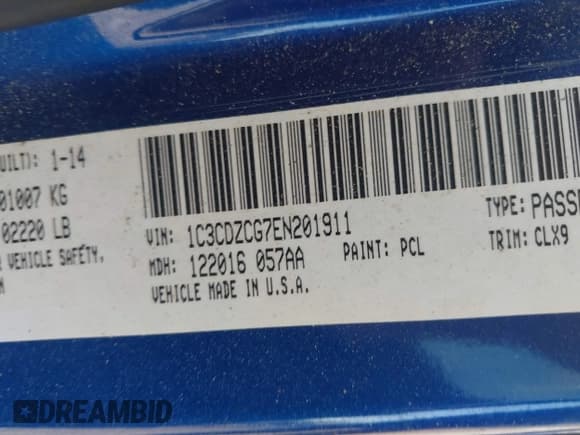 UILT): 1-14
01007 KG
02220 LB
VEHICLE SAFETY,
VIN: 1C3CDZCG7EN201911
TYPE: PASSE
MDH: 122016 057AA
PAINT: PCL
TRIM: CLX9
VEHICLE MADE IN U.S.A.
DREAMBID